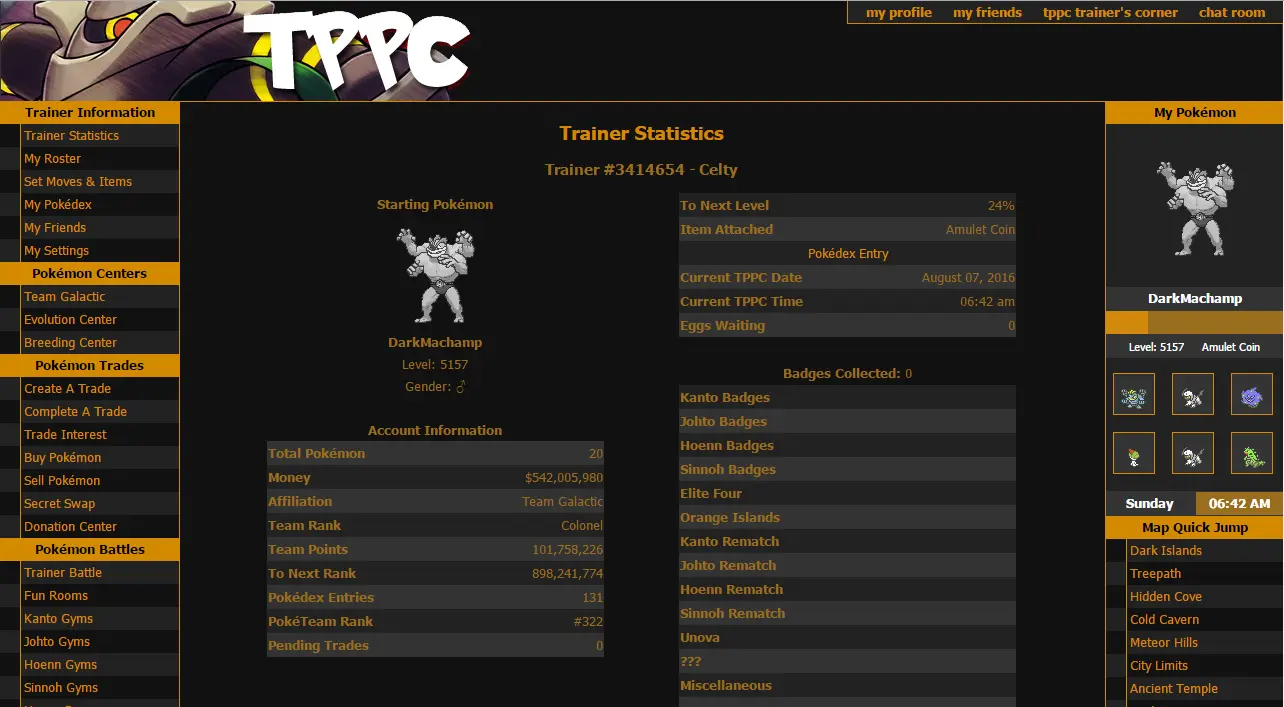 TPPC
my profile my friends tppc trainer's corner chat room
Trainer Information
Trainer Statistics
My Roster
Set Moves & Items
My Pokédex
My Friends
My Settings
Pokémon Centers
Team Galactic
Evolution Center
Breeding Center
Pokémon Trades
Create A Trade
Complete A Trade
Trade Interest
Buy Pokémon
Sell Pokémon
Secret Swap
Donation Center
Pokémon Battles
Trainer Battle
Fun Rooms
Kanto Gyms
Johto Gyms
Hoenn Gyms
Sinnoh Gyms
Trainer Statistics
Trainer #3414654 - Celty
Starting Pokémon
DarkMachamp
Level: 5157
Gender: ♂
Account Information
Total Pokémon 20
Money $542,005,980
Affiliation Team Galactic
Team Rank Colonel
Team Points 101,758,226
To Next Rank 898,241,774
Pokédex Entries 131
PokéTeam Rank #322
Pending Trades 0
To Next Level 24%
Item Attached Amulet Coin
Pokédex Entry
Current TPPC Date August 07, 2016
Current TPPC Time 06:42 am
Eggs Waiting 0
Badges Collected: 0
Kanto Badges
Johto Badges
Hoenn Badges
Sinnoh Badges
Elite Four
Orange Islands
Kanto Rematch
Johto Rematch
Hoenn Rematch
Sinnoh Rematch
Unova
???
Miscellaneous
My Pokémon
DarkMachamp
Level: 5157 Amulet Coin
Sunday 06:42 AM
Map Quick Jump
Dark Islands
Treepath
Hidden Cove
Cold Cavern
Meteor Hills
City Limits
Ancient Temple